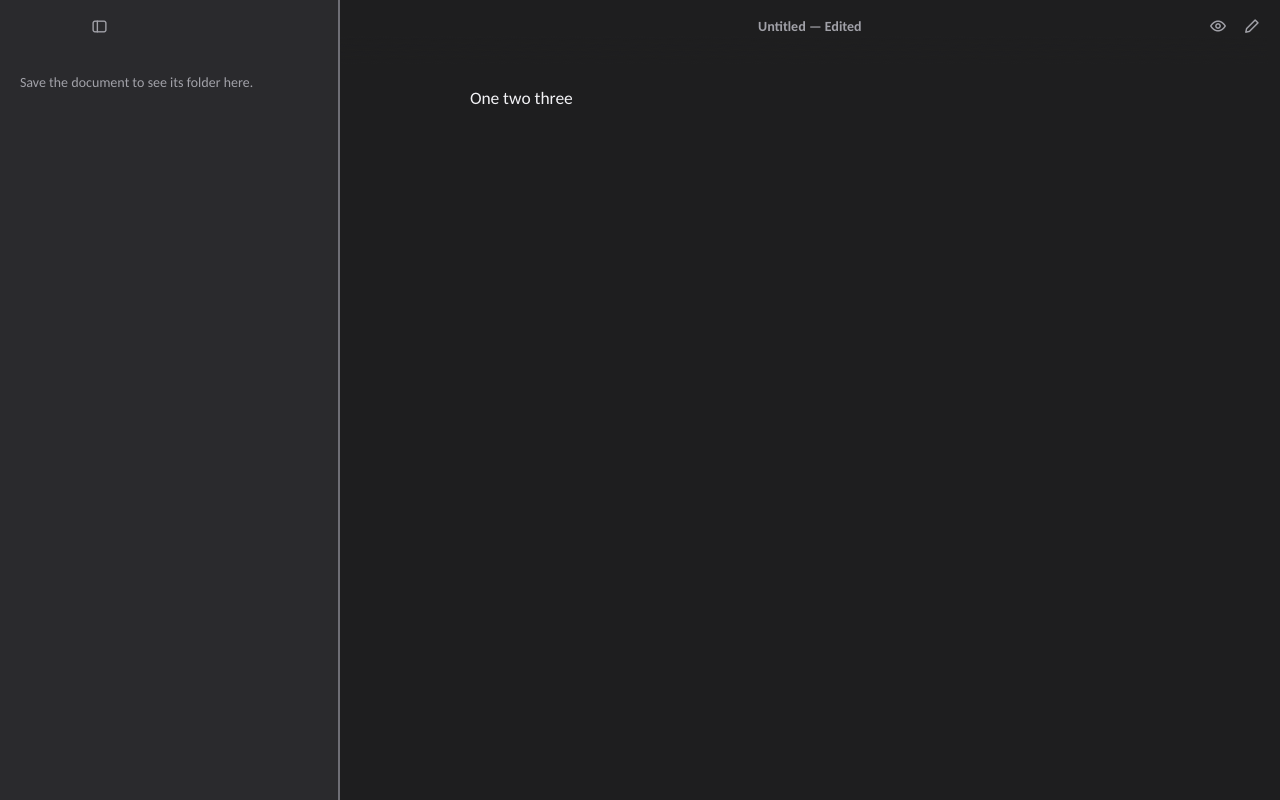 Untitled — Edited
Save the document to see its folder here.
One two three